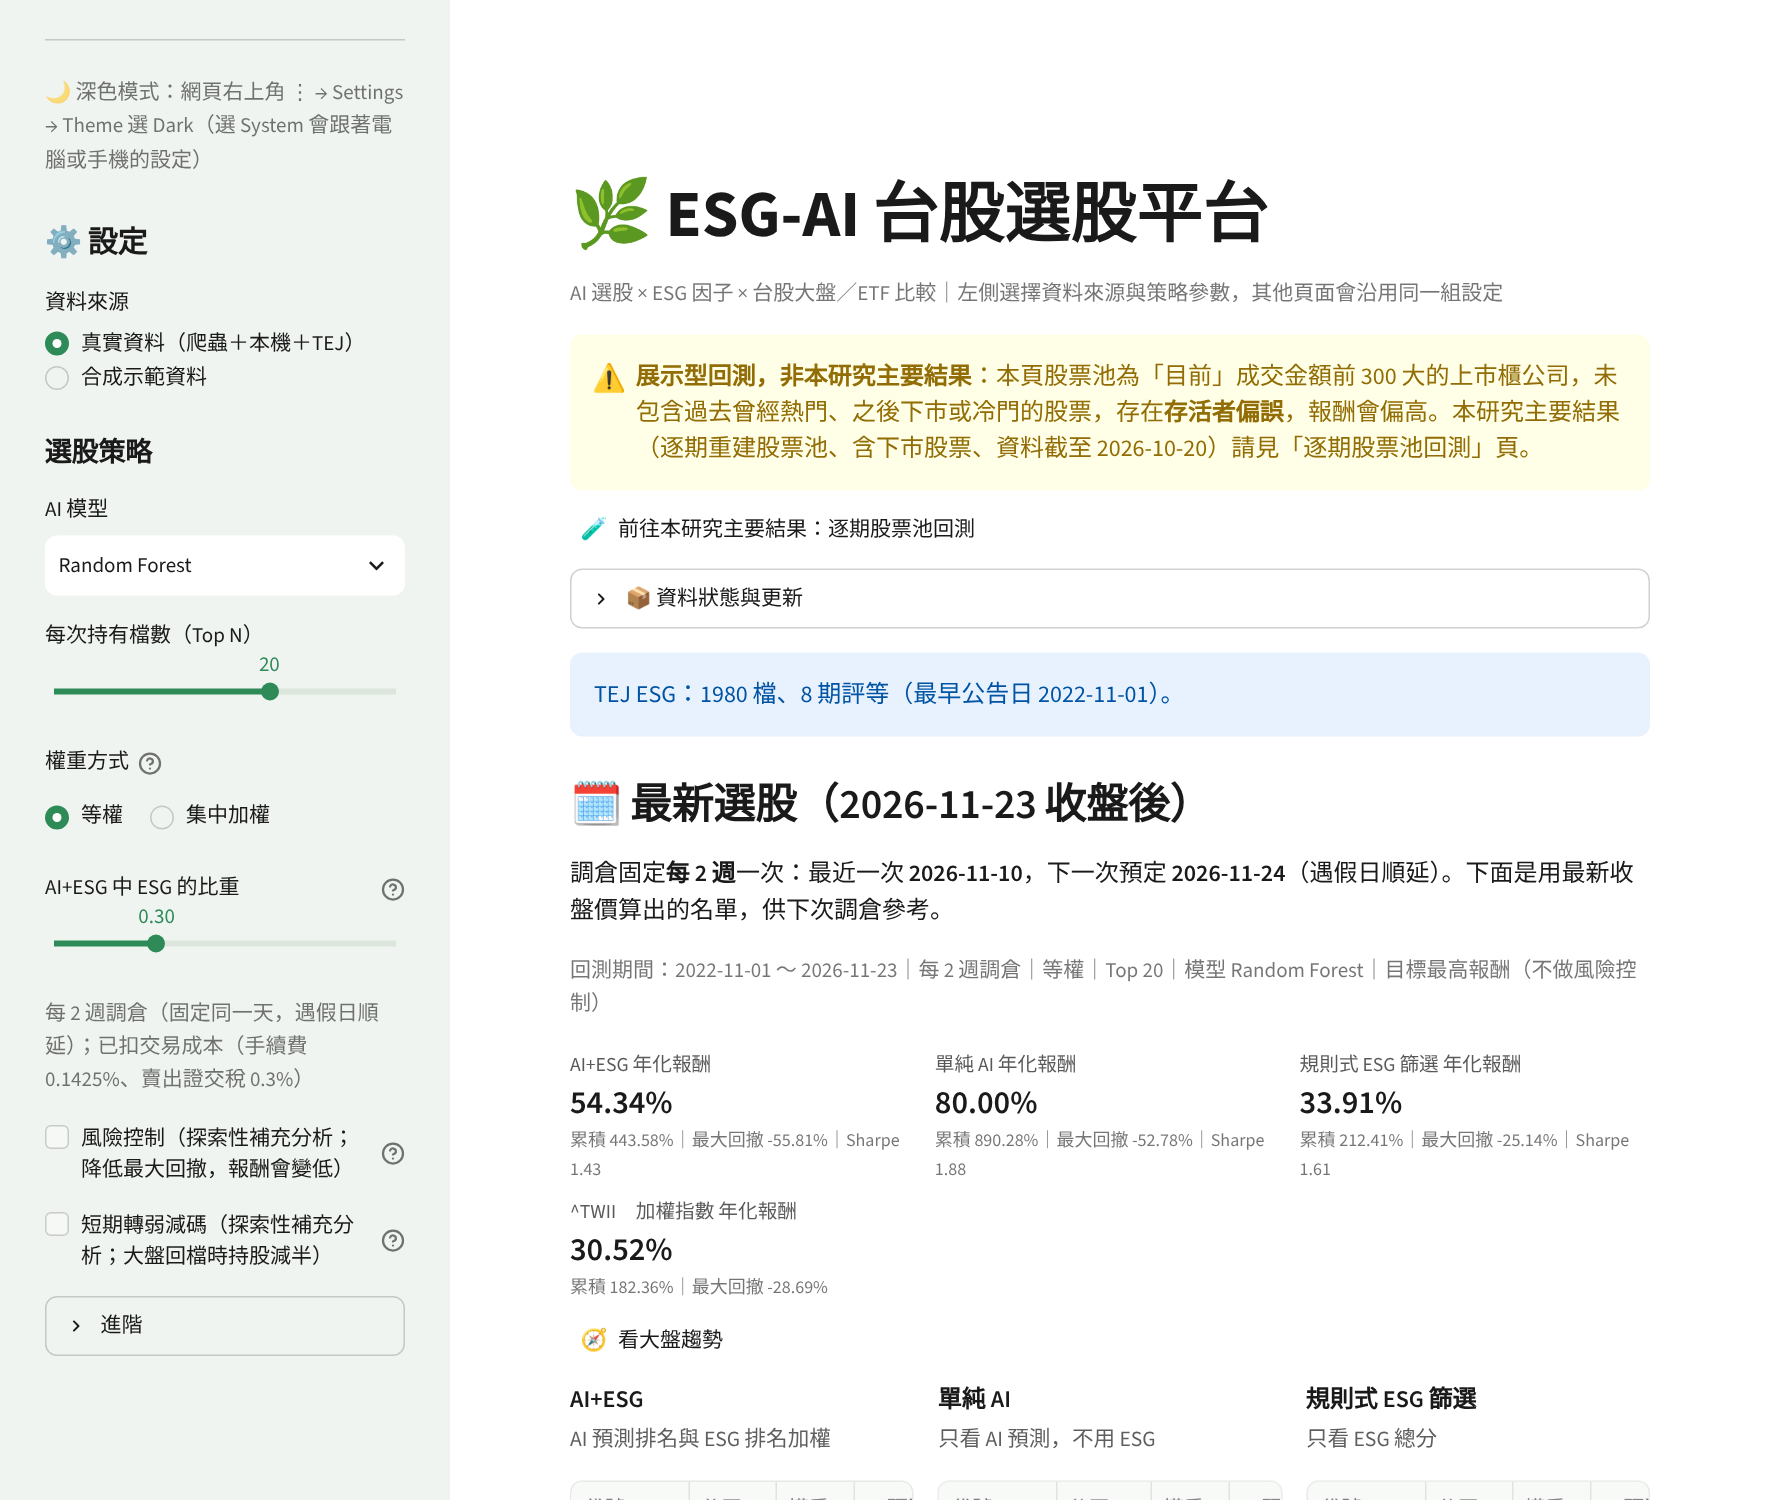 深色模式：網頁右上角 ⋮ → Settings
→ Theme 選 Dark（選 System 會跟著電
腦或手機的設定）
設定
資料來源
真實資料（爬蟲＋本機＋TEJ）
合成示範資料
選股策略
AI 模型
Random Forest
每次持有檔數（Top N）
20
權重方式
等權
集中加權
AI+ESG 中 ESG 的比重
0.30
每 2 週調倉（固定同一天，遇假日順
延）；已扣交易成本（手續費
0.1425%、賣出證交稅 0.3%）
風險控制（探索性補充分析；
降低最大回撤，報酬會變低）
短期轉弱減碼（探索性補充分
析；大盤回檔時持股減半）
進階
ESG-AI 台股選股平台
AI 選股 × ESG 因子 × 台股大盤／ETF 比較｜左側選擇資料來源與策略參數，其他頁面會沿用同一組設定
展示型回測，非本研究主要結果：本頁股票池為「目前」成交金額前 300 大的上市櫃公司，未
包含過去曾經熱門、之後下市或冷門的股票，存在存活者偏誤，報酬會偏高。本研究主要結果
（逐期重建股票池、含下市股票、資料截至 2026-10-20）請見「逐期股票池回測」頁。
前往本研究主要結果：逐期股票池回測
資料狀態與更新
TEJ ESG：1980 檔、8 期評等（最早公告日 2022-11-01）。
最新選股（2026-11-23 收盤後）
調倉固定每 2 週一次：最近一次 2026-11-10，下一次預定 2026-11-24（遇假日順延）。下面是用最新收
盤價算出的名單，供下次調倉參考。
回測期間：2022-11-01 ～ 2026-11-23｜每 2 週調倉｜等權｜Top 20｜模型 Random Forest｜目標最高報酬（不做風險控
制）
AI+ESG 年化報酬
54.34%
累積 443.58%｜最大回撤 -55.81%｜Sharpe
1.43
單純 AI 年化報酬
80.00%
累積 890.28%｜最大回撤 -52.78%｜Sharpe
1.88
規則式 ESG 篩選 年化報酬
33.91%
累積 212.41%｜最大回撤 -25.14%｜Sharpe
1.61
^TWII　加權指數 年化報酬
30.52%
累積 182.36%｜最大回撤 -28.69%
看大盤趨勢
AI+ESG
AI 預測排名與 ESG 排名加權
單純 AI
只看 AI 預測，不用 ESG
規則式 ESG 篩選
只看 ESG 總分